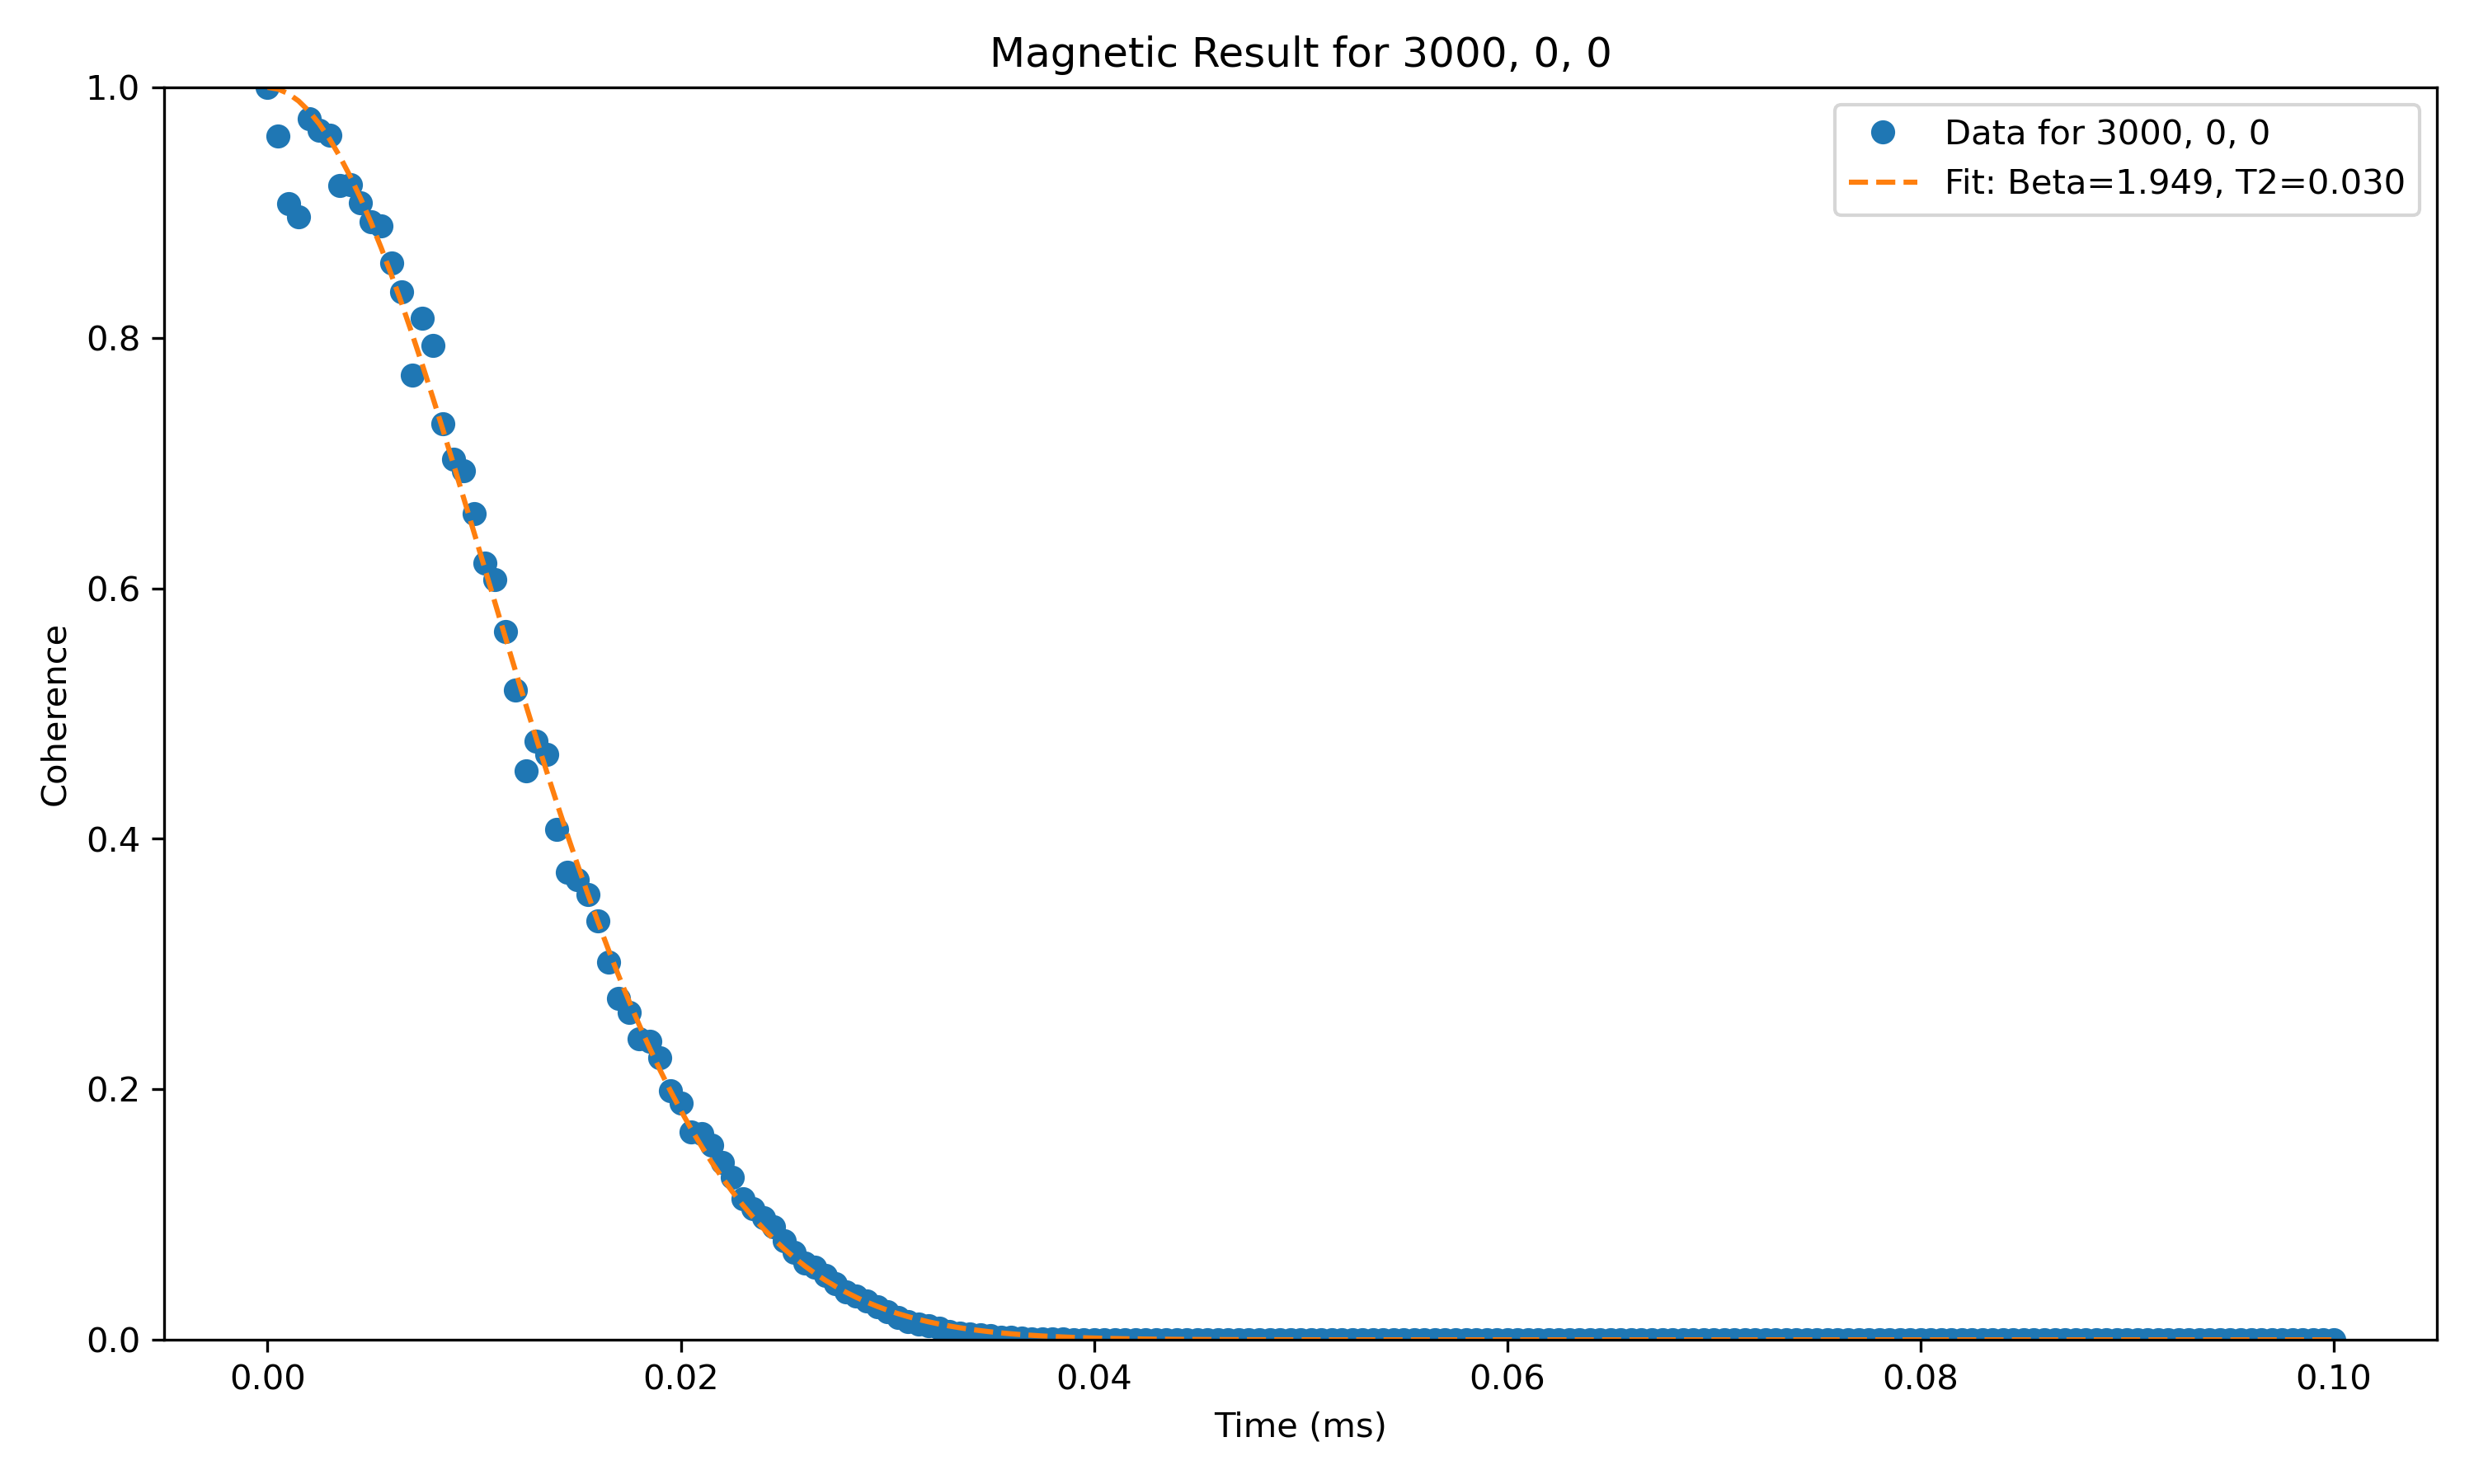 Magnetic Result for 3000, 0, 0
Data for 3000, 0, 0
Fit: Beta=1.949, T2=0.030
Coherence
1.0
0.8
0.6
0.4
0.2
0.0
0.00 0.02 0.04 0.06 0.08 0.10
Time (ms)